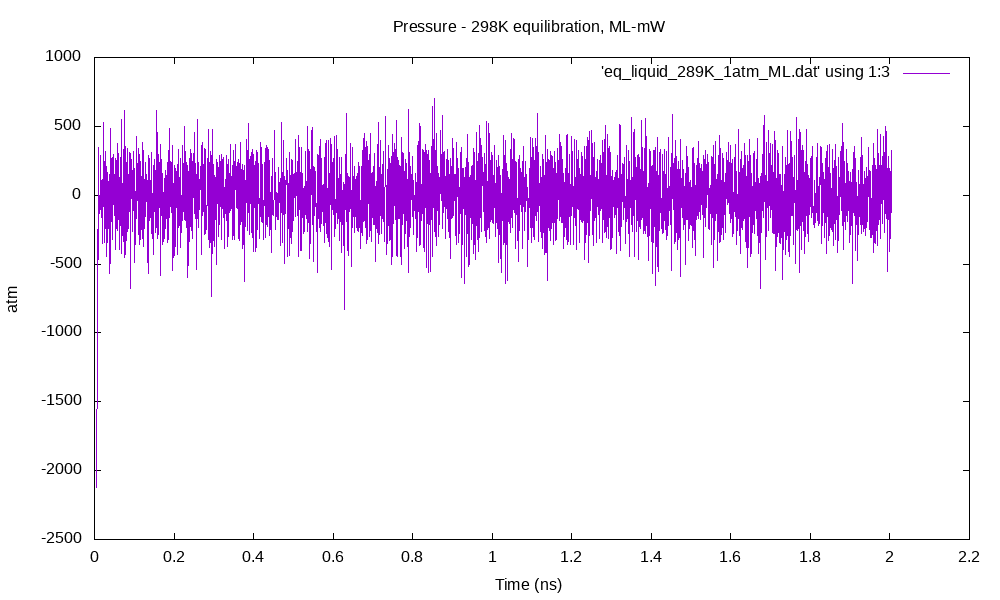 Pressure - 298K equilibration, ML-mW
'eq_liquid_289K_1atm_ML.dat' using 1:3
1000
500
0
-500
-1000
-1500
-2000
-2500
atm
0 0.2 0.4 0.6 0.8 1 1.2 1.4 1.6 1.8 2 2.2
Time (ns)